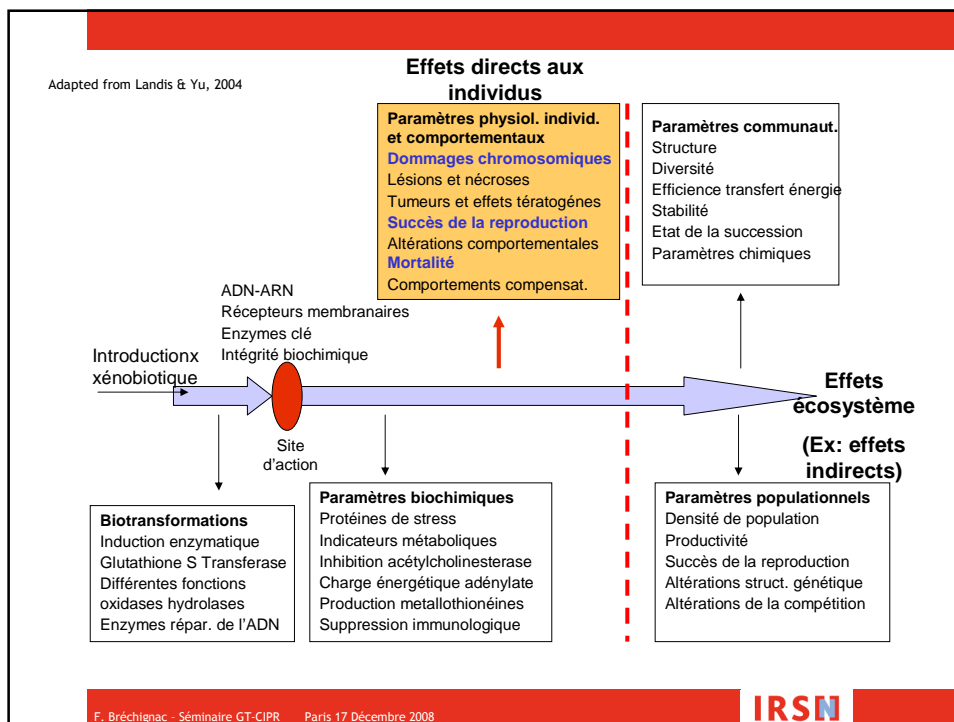 Adapted from Landis & Yu, 2004
Effets directs aux
individus
Paramètres physiol. individ.
et comportementaux
Dommages chromosomiques
Lésions et nécroses
Tumeurs et effets tératogénes
Succès de la reproduction
Altérations comportementales
Mortalité
Comportements compensat.
Paramètres communaut.
Structure
Diversité
Efficience transfert énergie
Stabilité
Etat de la succession
Paramètres chimiques
ADN-ARN
Récepteurs membranaires
Enzymes clé
Intégrité biochimique
Introductionx
xénobiotique
Site
d'action
Effets
écosystème
(Ex: effets
indirects)
Biotransformations
Induction enzymatique
Glutathione S Transferase
Différentes fonctions
oxidases hydrolases
Enzymes répar. de l'ADN
Paramètres biochimiques
Protéines de stress
Indicateurs métaboliques
Inhibition acétylcholinesterase
Charge énergétique adénylate
Production metallothionéines
Suppression immunologique
Paramètres populationnels
Densité de population
Productivité
Succès de la reproduction
Altérations struct. génétique
Altérations de la compétition
F. Bréchignac - Séminaire GT-CIPR Paris 17 Décembre 2008
IRSN